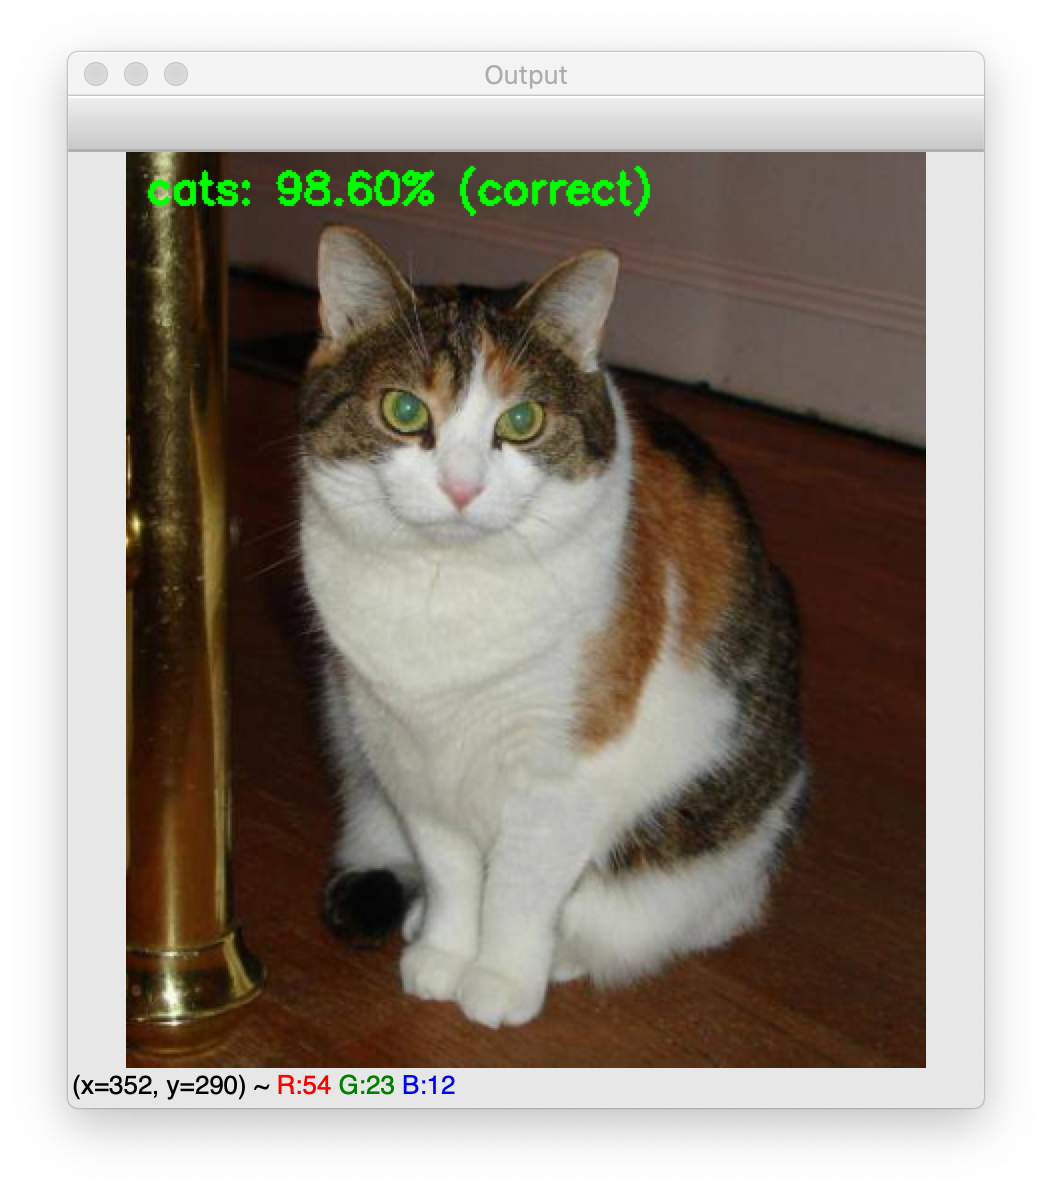 Output
cats: 98.60% (correct)
(x=352, y=290) ~ R:54 G:23 B:12